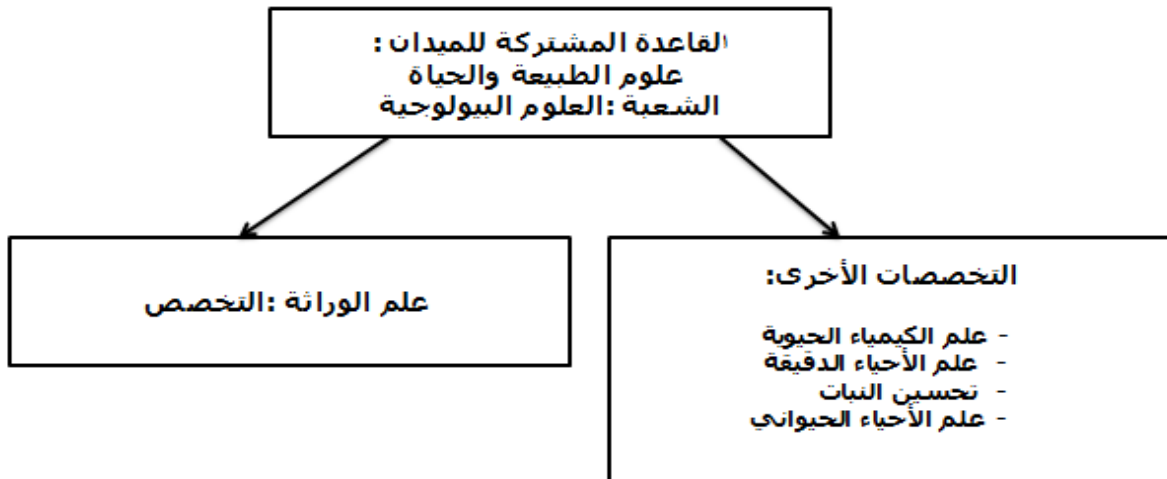 القاعدة المشتركة للميدان :
علوم الطبيعة والحياة
الشعبة :العلوم البيولوجية
علم الوراثة :التخصص
التخصصات الأخرى:
- علم الكيمياء الحيوية
- علم الأحياء الدقيقة
- تحسين النبات
- علم الأحياء الحيواني